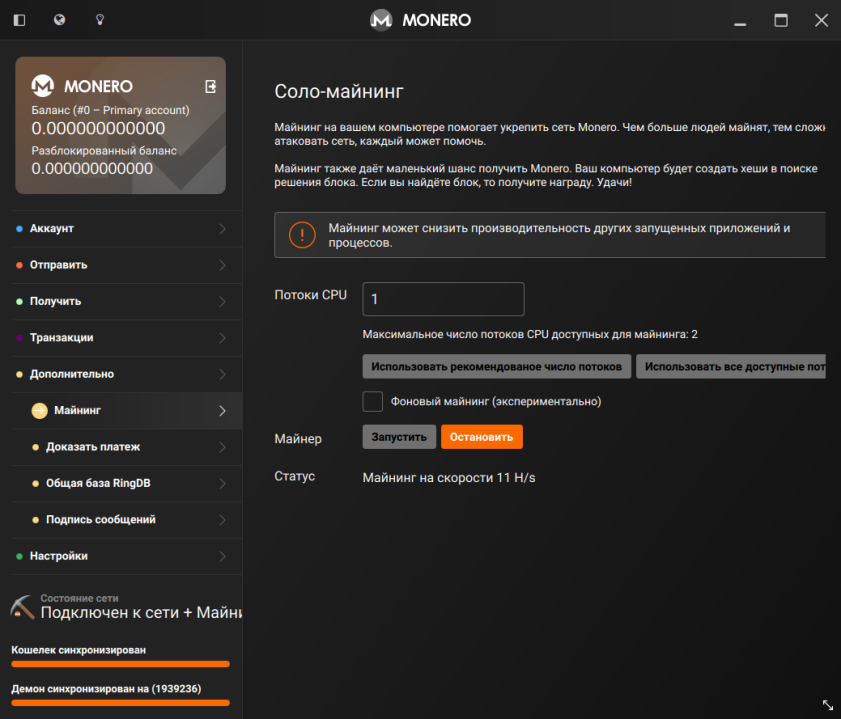 MONERO
MONERO
Баланс (#0 – Primary account)
0.000000000000
Разблокированный баланс
0.000000000000
Аккаунт
Отправить
Получить
Транзакции
Дополнительно
Майнинг
Доказать платеж
Общая база RingDB
Подпись сообщений
Настройки
Состояние сети
Подключен к сети + Майни
Кошелек синхронизирован
Демон синхронизирован на (1939236)
Соло-майнинг
Майнинг на вашем компьютере помогает укрепить сеть Monero. Чем больше людей майнят, тем сложн
атаковать сеть, каждый может помочь.
Майнинг также даёт маленький шанс получить Monero. Ваш компьютер будет создать хеши в поиске
решения блока. Если вы найдёте блок, то получите награду. Удачи!
Майнинг может снизить производительность других запущенных приложений и
процессов.
Потоки CPU
1
Максимальное число потоков CPU доступных для майнинга: 2
Использовать рекомендованое число потоков
Использовать все доступные пот
Фоновый майнинг (экспериментально)
Майнер
Запустить
Остановить
Статус
Майнинг на скорости 11 H/s